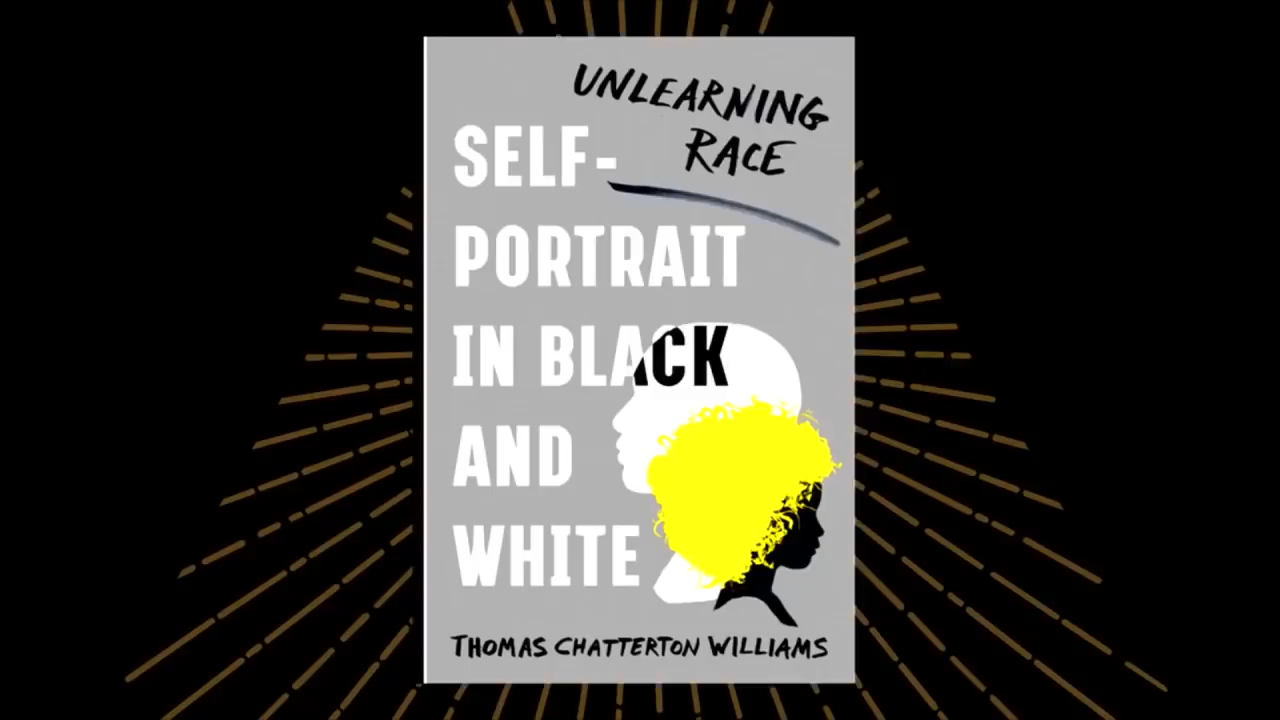 UNLEARNING
RACE
SELF-
PORTRAIT
IN BLACK
AND
WHITE
THOMAS CHATTERTON WILLIAMS